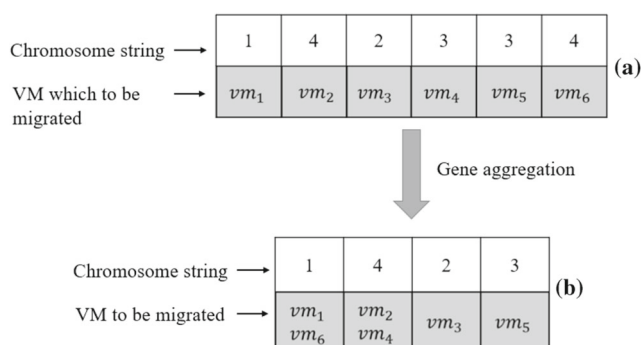 Chromosome string 1 4 2 3 3 4
(a)
VM which to be migrated vm₁ vm₂ vm₃ vm₄ vm₅ vm₆
Gene aggregation
Chromosome string 1 4 2 3
(b)
VM to be migrated vm₁ vm₆ vm₂ vm₄ vm₃ vm₅